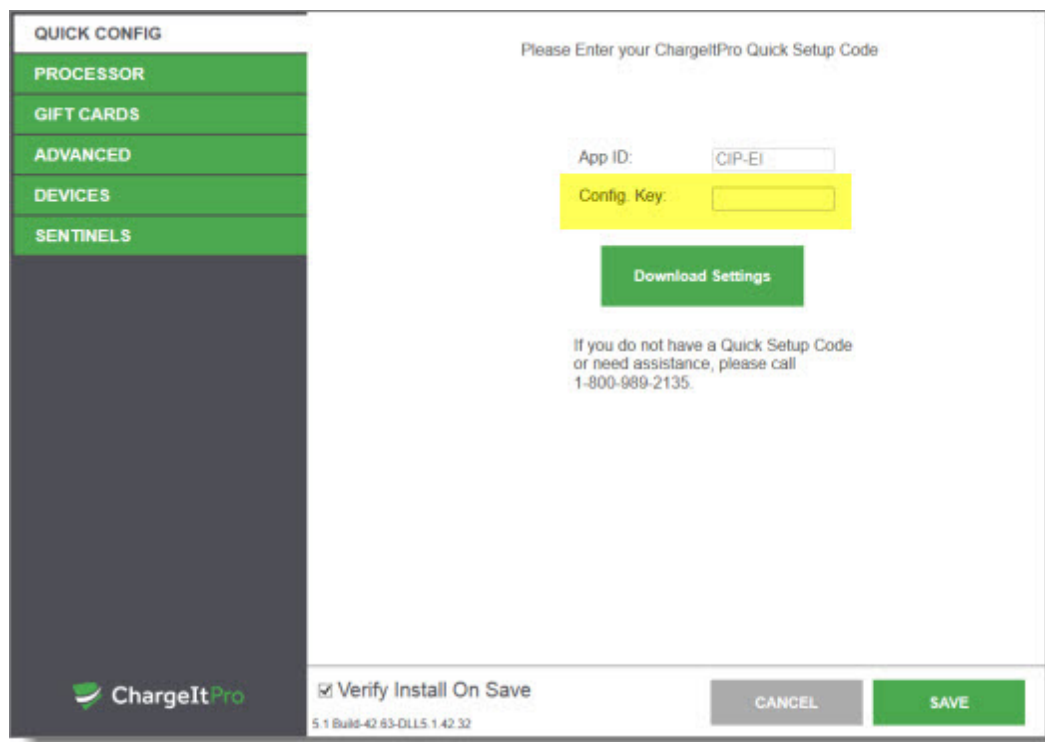 QUICK CONFIG
PROCESSOR
GIFT CARDS
ADVANCED
DEVICES
SENTINELS
Please Enter your ChargeItPro Quick Setup Code
App ID: CIP-EI
Config. Key:
Download Settings
If you do not have a Quick Setup Code
or need assistance, please call
1-800-989-2135.
ChargeItPro
Verify Install On Save
5.1 Build-42.63-DLL5.1.42.32
CANCEL
SAVE